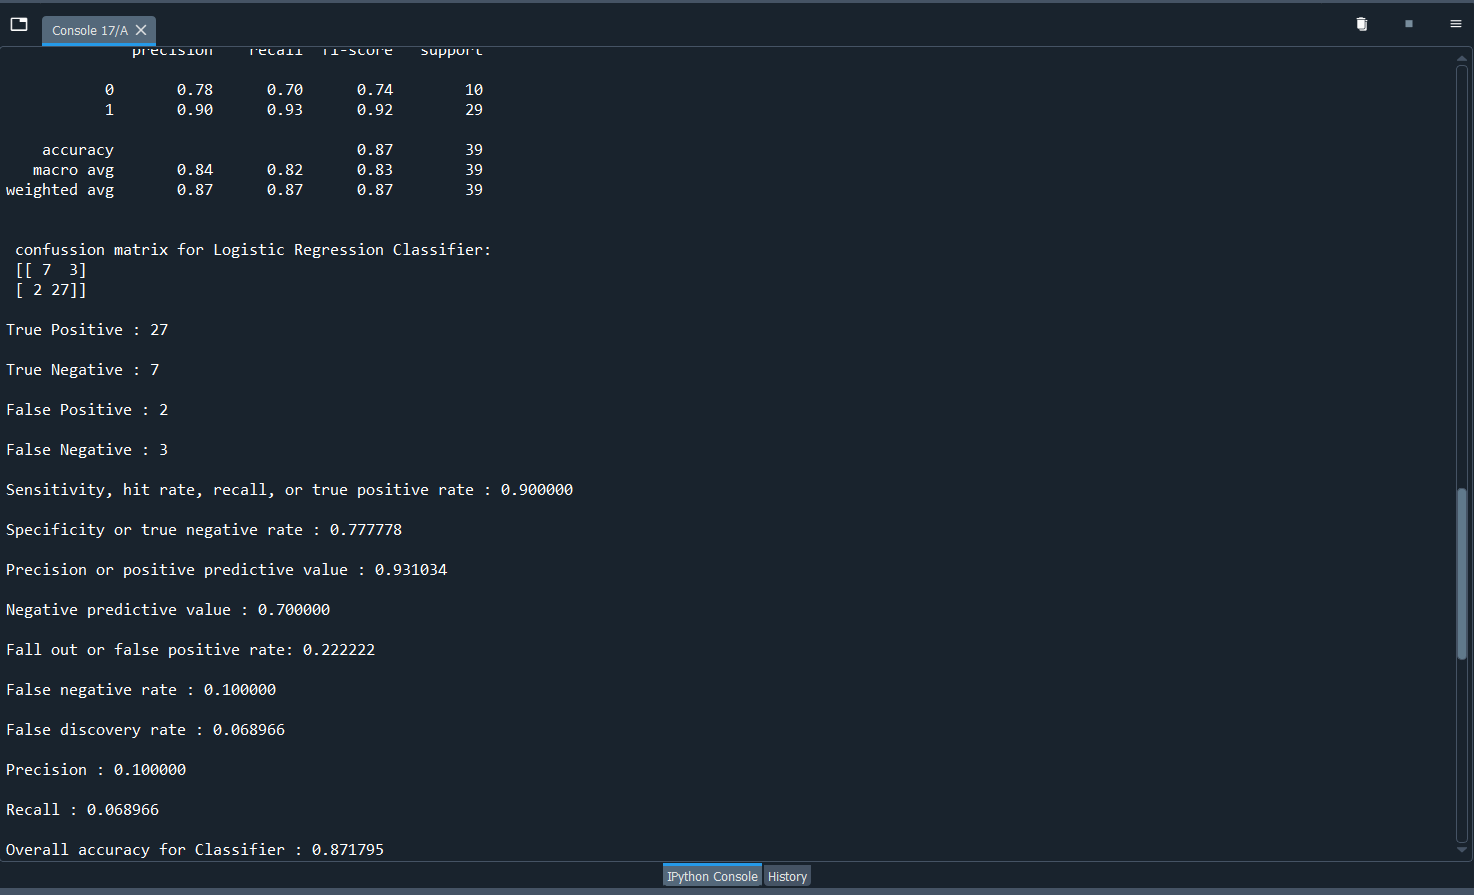 Console 17/A
precision recall f1-score support
0 0.78 0.70 0.74 10
1 0.90 0.93 0.92 29
accuracy 0.87 39
macro avg 0.84 0.82 0.83 39
weighted avg 0.87 0.87 0.87 39
confussion matrix for Logistic Regression Classifier:
[[ 7 3]
[ 2 27]]
True Positive : 27
True Negative : 7
False Positive : 2
False Negative : 3
Sensitivity, hit rate, recall, or true positive rate : 0.900000
Specificity or true negative rate : 0.777778
Precision or positive predictive value : 0.931034
Negative predictive value : 0.700000
Fall out or false positive rate: 0.222222
False negative rate : 0.100000
False discovery rate : 0.068966
Precision : 0.100000
Recall : 0.068966
Overall accuracy for Classifier : 0.871795
IPython Console History